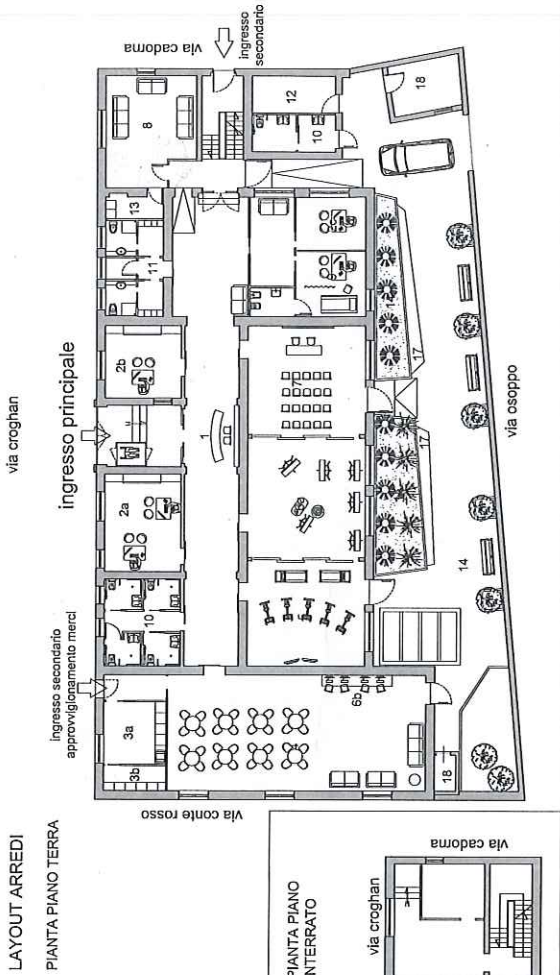 LAYOUT ARREDI
PIANTA PIANO TERRA
via croghan
ingresso principale
ingresso secondario
approvvigionamento merci
via cadorna
ingresso
secondario
8
12
18
10
13
11
2b
2a
10
1
7
17
17
14
via osoppo
3a
3b
6b
18
via conte rosso
PIANTA PIANO
INTERRATO
via croghan
via cadorna